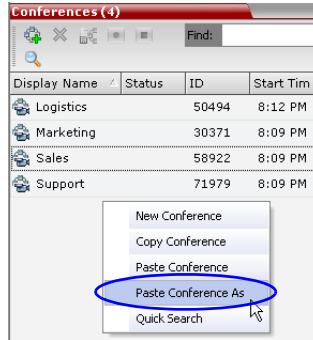 Conferences (4)
Find:
Display Name Status ID Start Tim
Logistics 50494 8:12 PM
Marketing 30371 8:09 PM
Sales 58922 8:09 PM
Support 71979 8:09 PM
New Conference
Copy Conference
Paste Conference
Paste Conference As
Quick Search